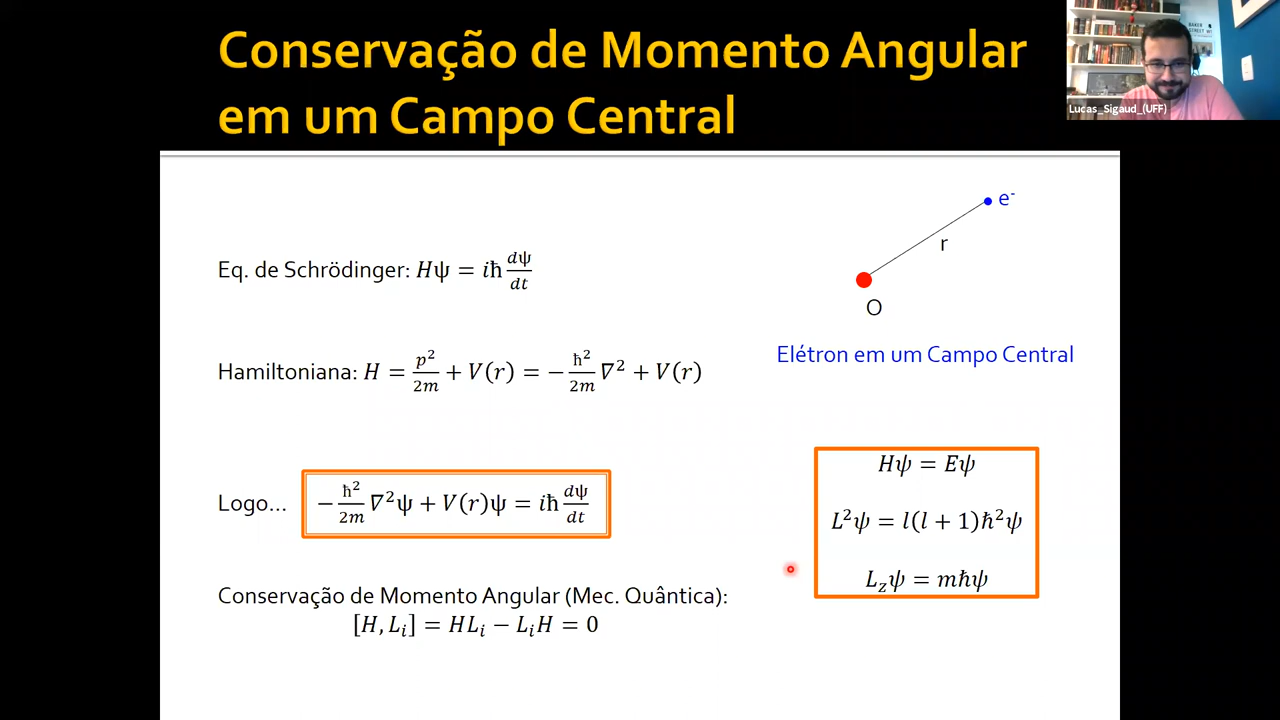 Conservação de Momento Angular
em um Campo Central
Lucas_Sigaud_(UFF)
e⁻
r
O
Elétron em um Campo Central
Eq. de Schrödinger: Hψ = iħ dψ/dt
Hamiltoniana: H = p²/2m + V(r) = −ħ²/2m ∇² + V(r)
Logo... −ħ²/2m ∇²ψ + V(r)ψ = iħ dψ/dt
Conservação de Momento Angular (Mec. Quântica):
[H, Lᵢ] = HLᵢ − LᵢH = 0
Hψ = Eψ
L²ψ = l(l + 1)ħ²ψ
L_zψ = mħψ